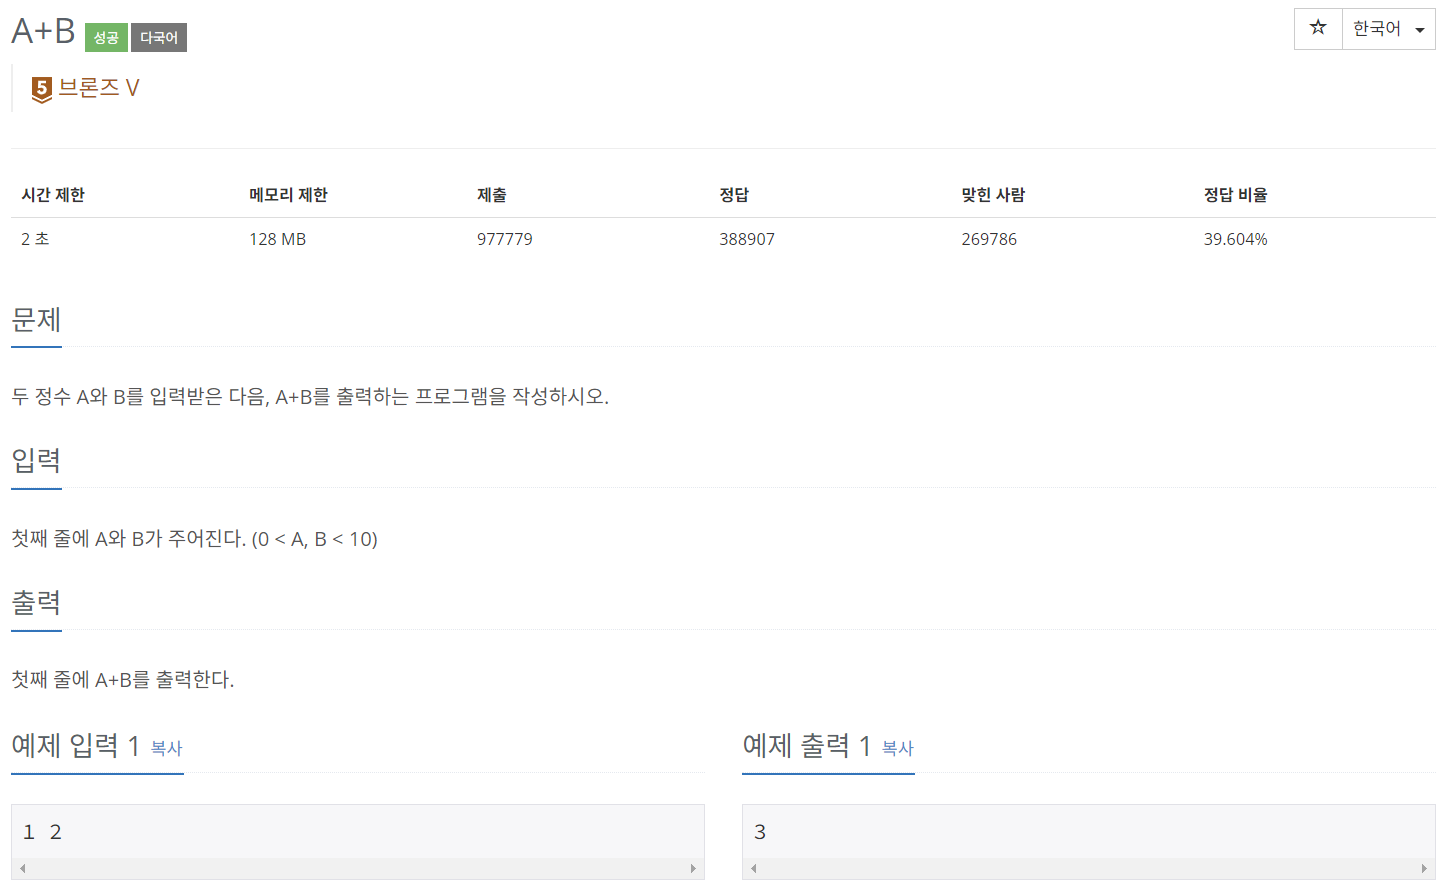 A+B 성공 다국어 ☆ 한국어
5 브론즈 V
시간 제한 메모리 제한 제출 정답 맞힌 사람 정답 비율
2 초 128 MB 977779 388907 269786 39.604%
문제
두 정수 A와 B를 입력받은 다음, A+B를 출력하는 프로그램을 작성하시오.
입력
첫째 줄에 A와 B가 주어진다. (0 < A, B < 10)
출력
첫째 줄에 A+B를 출력한다.
예제 입력 1 복사
1 2
예제 출력 1 복사
3